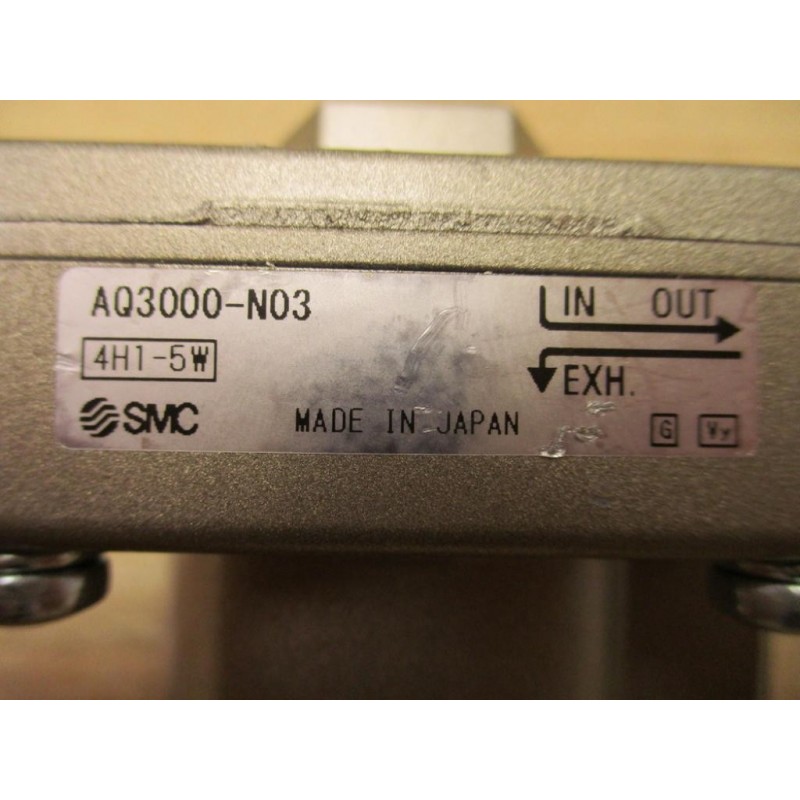 AQ3000-N03
IN OUT
4H1-5W
EXH.
SMC
MADE IN JAPAN
G